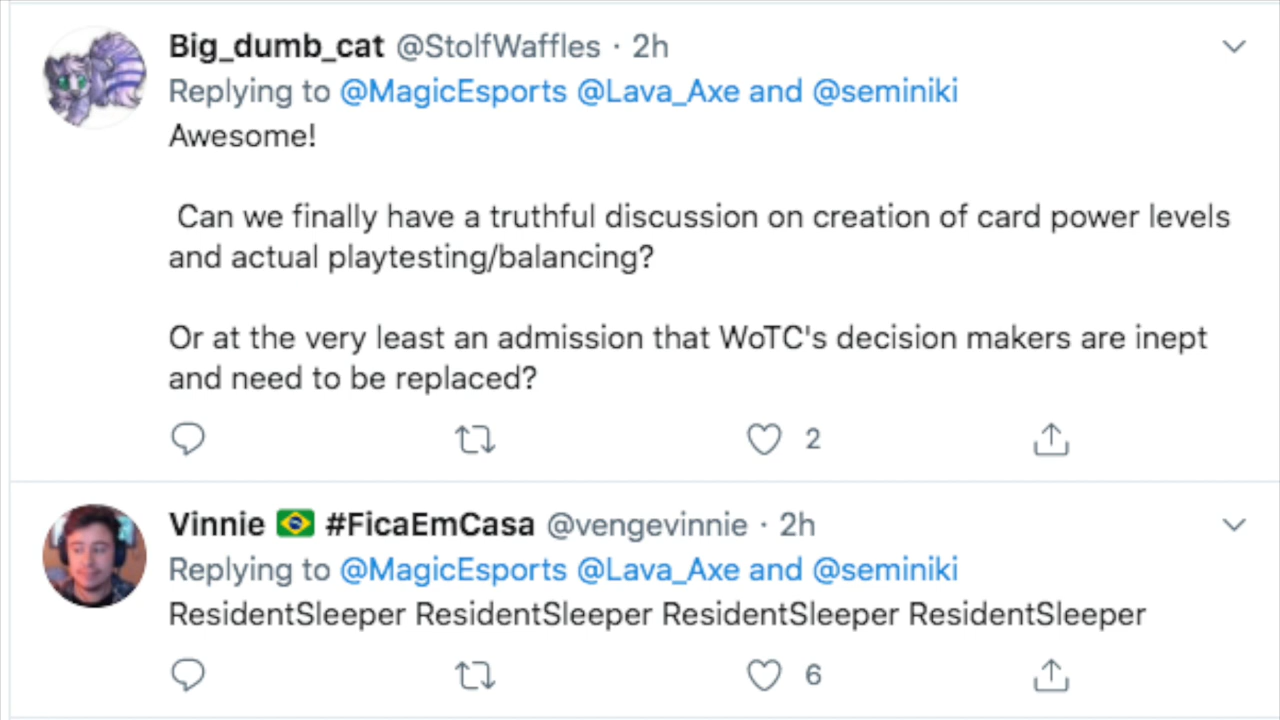 Big_dumb_cat @StolfWaffles · 2h
Replying to @MagicEsports @Lava_Axe and @seminiki
Awesome!
Can we finally have a truthful discussion on creation of card power levels
and actual playtesting/balancing?
Or at the very least an admission that WoTC's decision makers are inept
and need to be replaced?
2
Vinnie 🇧🇷 #FicaEmCasa @vengevinnie · 2h
Replying to @MagicEsports @Lava_Axe and @seminiki
ResidentSleeper ResidentSleeper ResidentSleeper ResidentSleeper
6